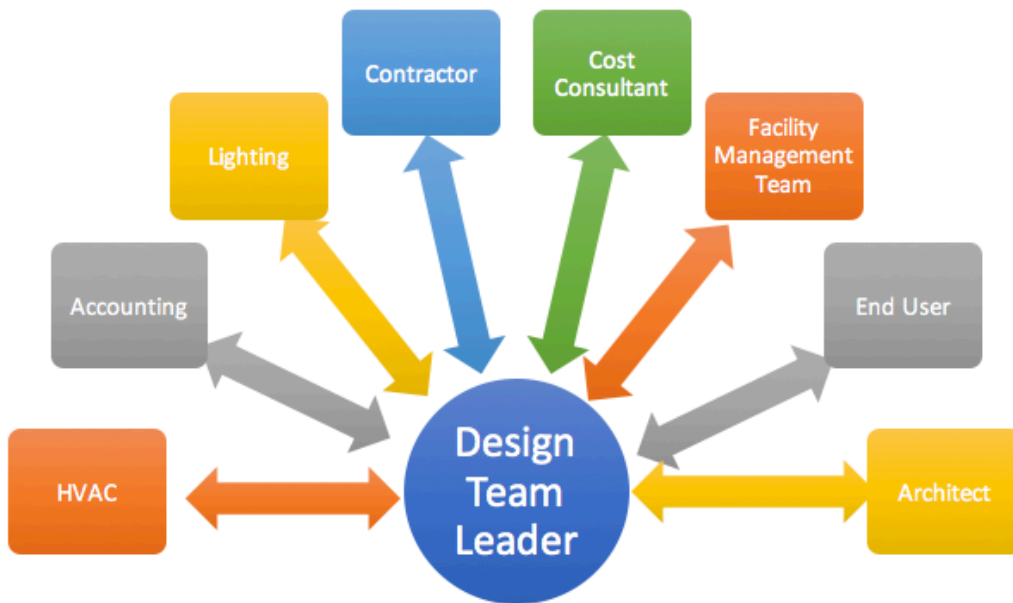 Contractor
Cost
Consultant
Lighting
Facility
Management
Team
Accounting
End User
HVAC
Design
Team
Leader
Architect